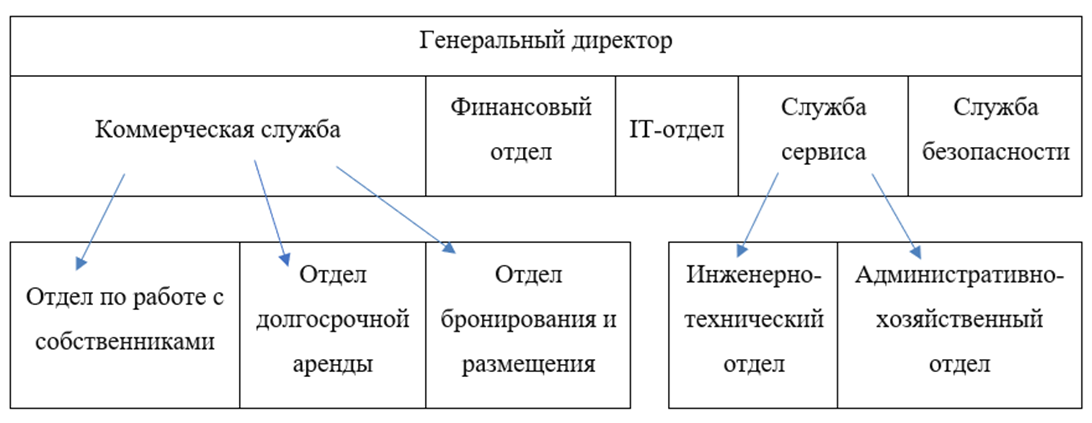 Генеральный директор
Коммерческая служба
Финансовый
отдел
IT-отдел
Служба
сервиса
Служба
безопасности
Отдел по работе с
собственниками
Отдел
долгосрочной
аренды
Отдел
бронирования и
размещения
Инженерно-
технический
отдел
Административно-
хозяйственный
отдел